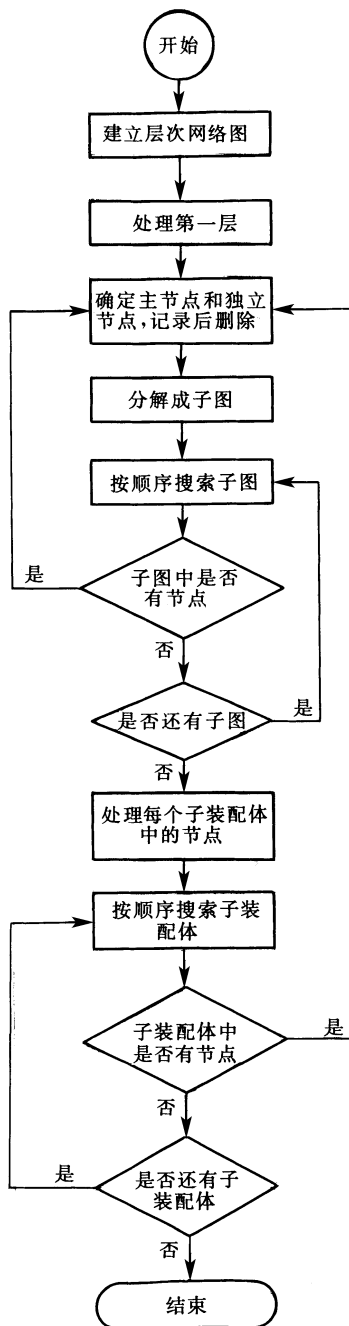 开始
建立层次网络图
处理第一层
确定主节点和独立
节点,记录后删除
分解成子图
按顺序搜索子图
是
子图中是否
有节点
否
是否还有子图
是
否
处理每个子装配体
中的节点
按顺序搜索子装
配体
子装配体中
是否有节点
是
否
是
是否还有子
装配体
否
结束